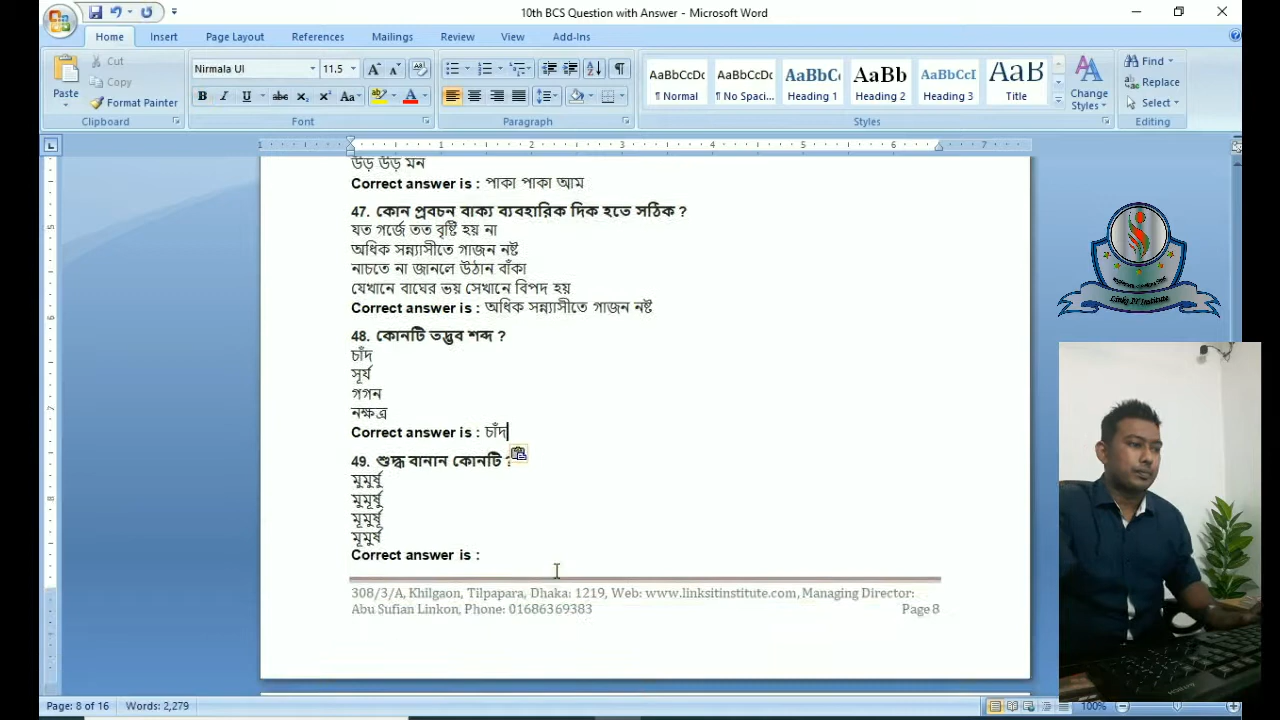 10th BCS Question with Answer - Microsoft Word
Home Insert Page Layout References Mailings Review View Add-Ins
Cut
Copy
Format Painter
Paste
Clipboard
Nirmala UI 11.5
Font
Paragraph
AaBbCcDc AaBbCcDc AaBbC AaBb AaBbCcI AaB
¶ Normal ¶ No Spaci... Heading 1 Heading 2 Heading 3 Title
Change Styles
Styles
Find
Replace
Select
Editing
উড় উড় মন
Correct answer is : পাকা পাকা আম
47. কোন প্রবচন বাক্য ব্যবহারিক দিক হতে সঠিক ?
যত গর্জে তত বৃষ্টি হয় না
অধিক সন্ন্যাসীতে গাজন নষ্ট
নাচতে না জানলে উঠান বাঁকা
যেখানে বাঘের ভয় সেখানে বিপদ হয়
Correct answer is : অধিক সন্ন্যাসীতে গাজন নষ্ট
48. কোনটি তদ্ভব শব্দ ?
চাঁদ
সূর্য
গগন
নক্ষত্র
Correct answer is : চাঁদ
49. শুদ্ধ বানান কোনটি ?
মুমুর্ষু
মুমূর্ষু
মূমুর্ষূ
মূমুর্ষ
Correct answer is :
308/3/A, Khilgaon, Tilpapara, Dhaka: 1219, Web: www.linksitinstitute.com, Managing Director:
Abu Sufian Linkon, Phone: 01686369383 Page 8
Links IT Institute
Page: 8 of 16 Words: 2,279 100%